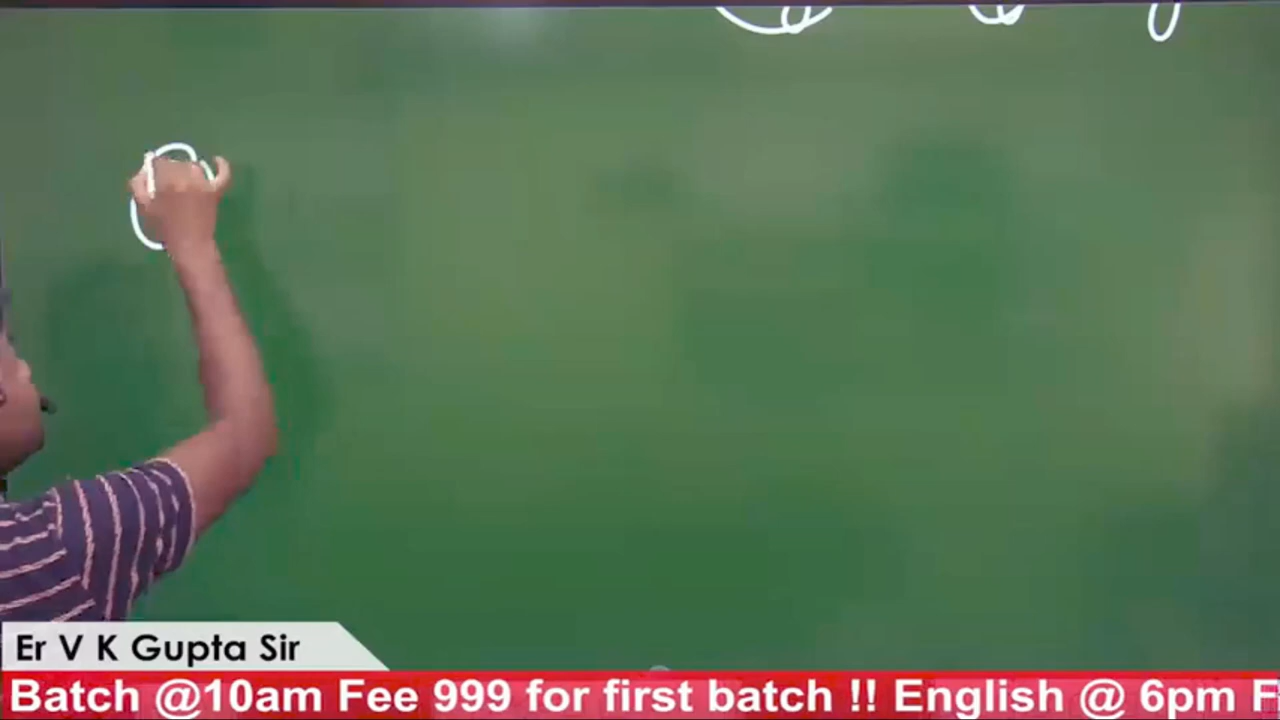 Er V K Gupta Sir
Batch @10am Fee 999 for first batch !! English @ 6pm